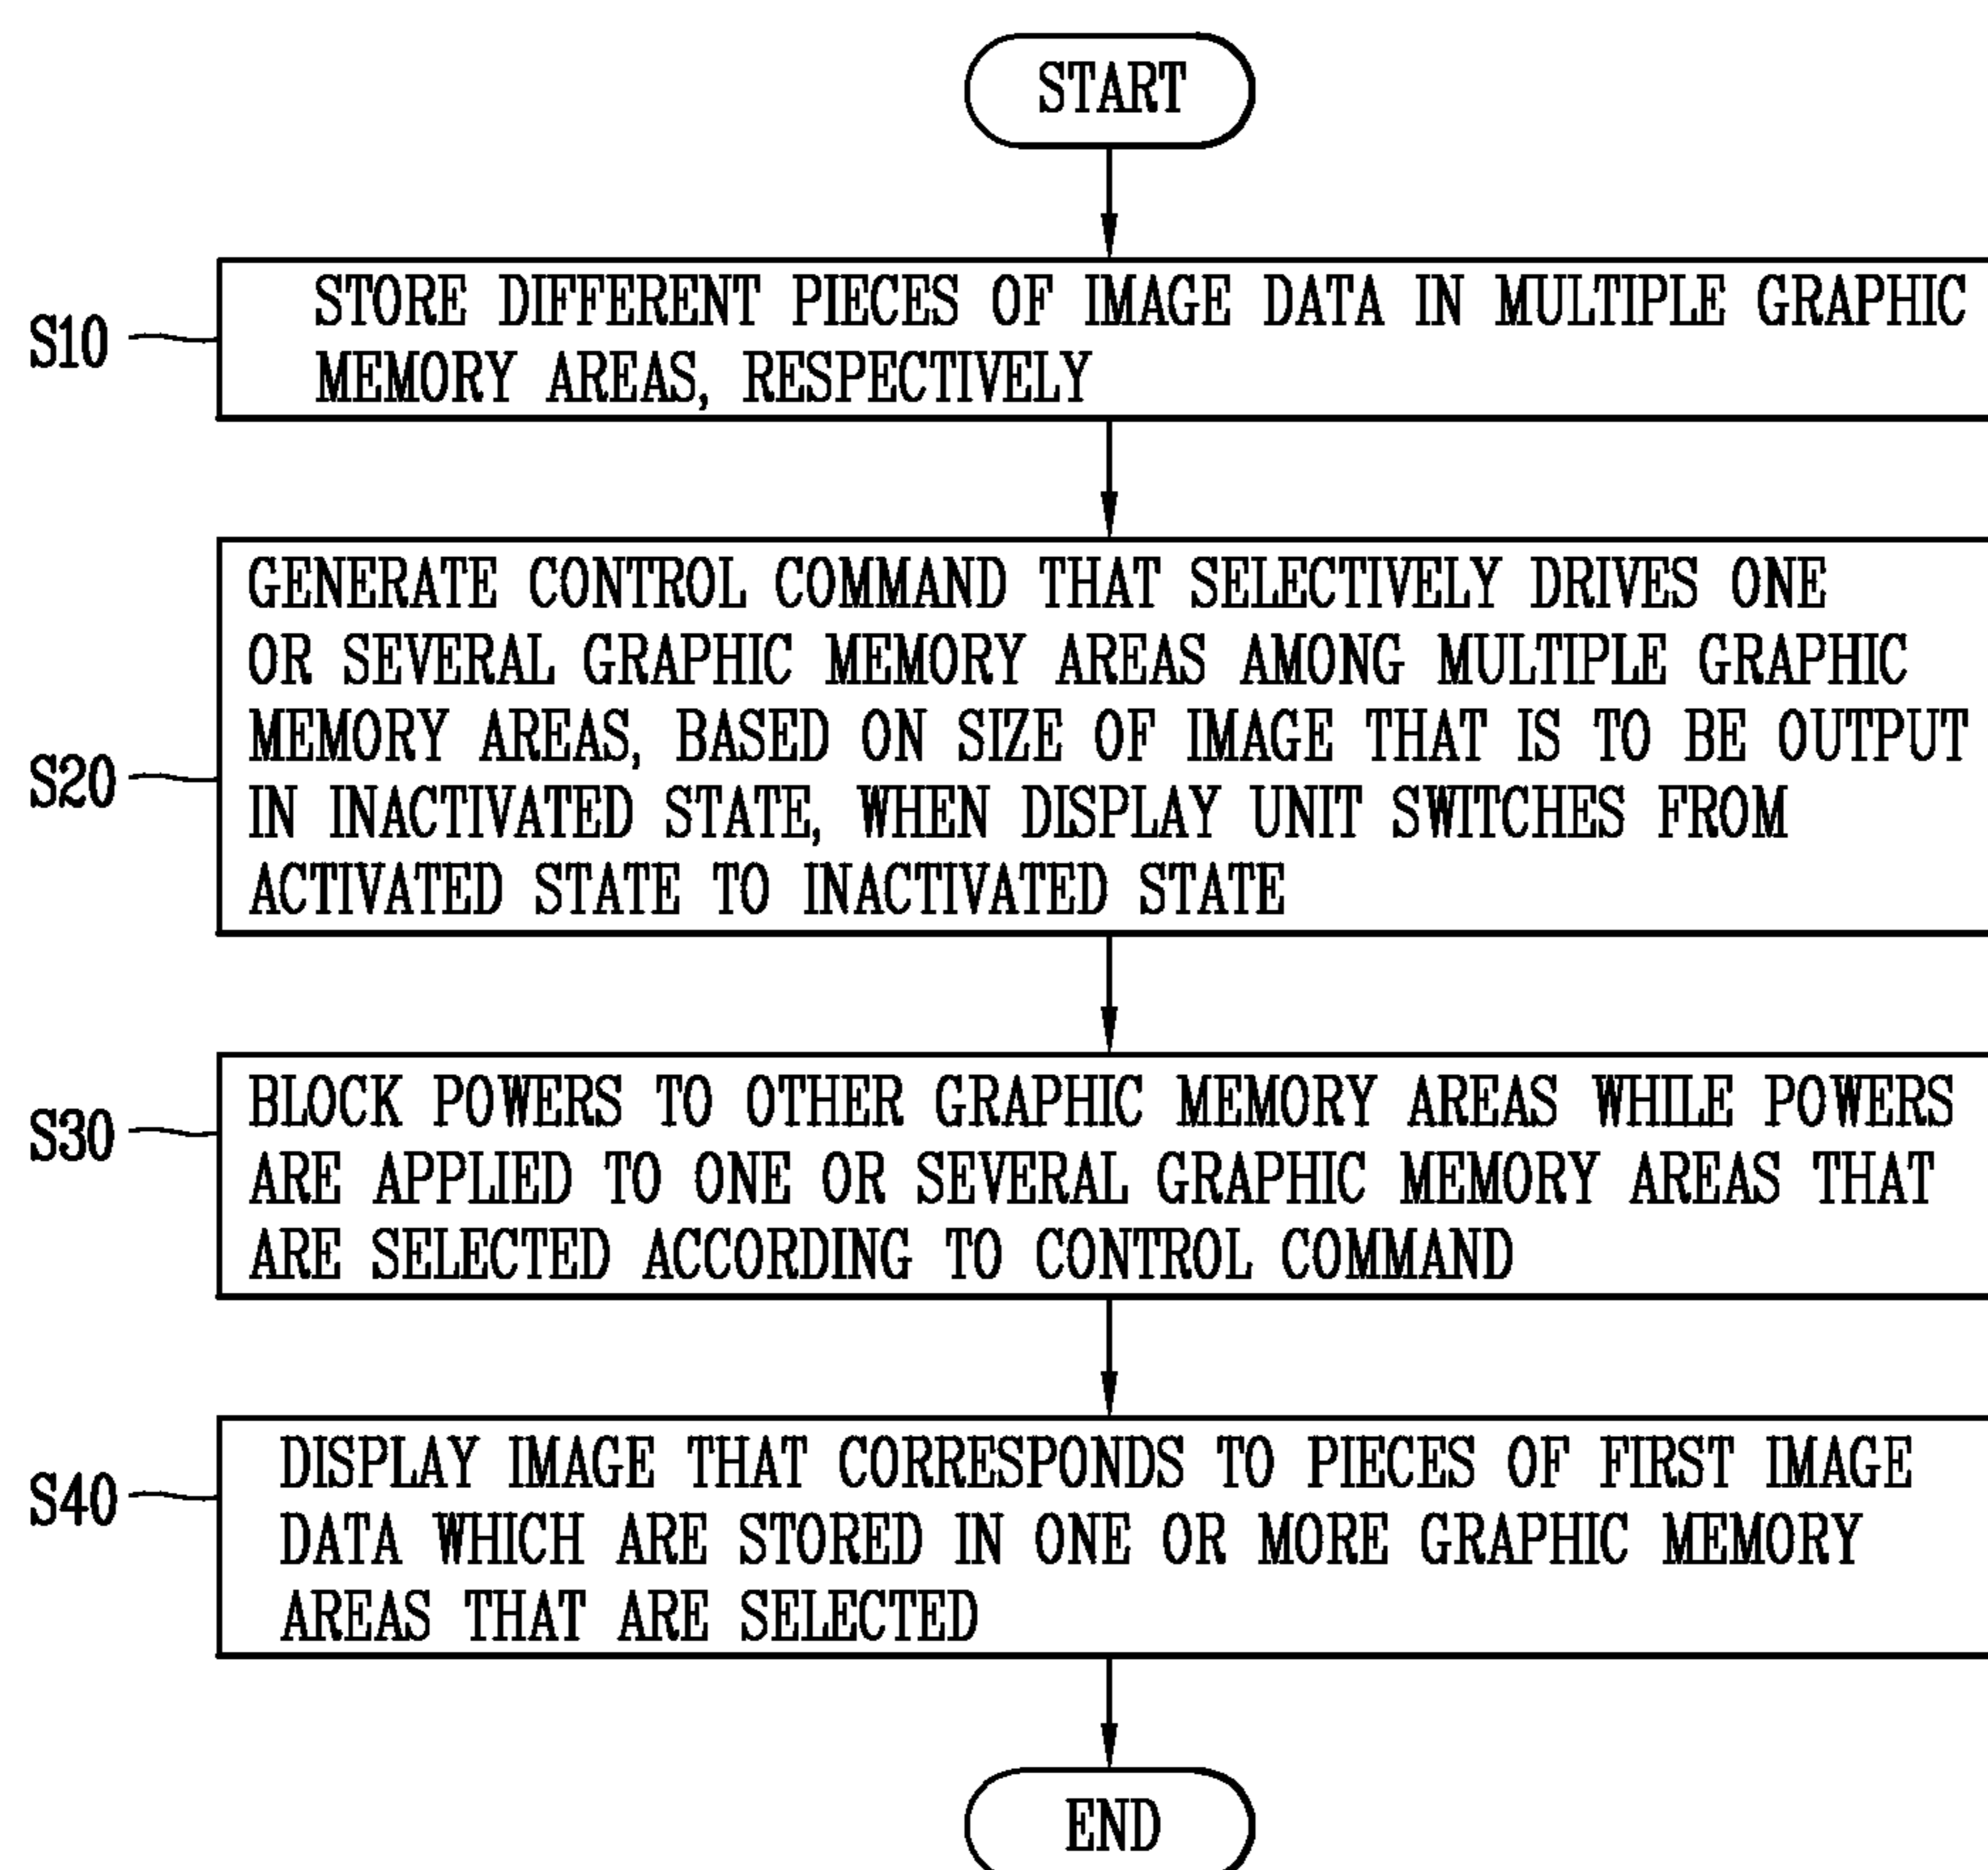 START
S10
STORE DIFFERENT PIECES OF IMAGE DATA IN MULTIPLE GRAPHIC
MEMORY AREAS, RESPECTIVELY
S20
GENERATE CONTROL COMMAND THAT SELECTIVELY DRIVES ONE
OR SEVERAL GRAPHIC MEMORY AREAS AMONG MULTIPLE GRAPHIC
MEMORY AREAS, BASED ON SIZE OF IMAGE THAT IS TO BE OUTPUT
IN INACTIVATED STATE, WHEN DISPLAY UNIT SWITCHES FROM
ACTIVATED STATE TO INACTIVATED STATE
S30
BLOCK POWERS TO OTHER GRAPHIC MEMORY AREAS WHILE POWERS
ARE APPLIED TO ONE OR SEVERAL GRAPHIC MEMORY AREAS THAT
ARE SELECTED ACCORDING TO CONTROL COMMAND
S40
DISPLAY IMAGE THAT CORRESPONDS TO PIECES OF FIRST IMAGE
DATA WHICH ARE STORED IN ONE OR MORE GRAPHIC MEMORY
AREAS THAT ARE SELECTED
END